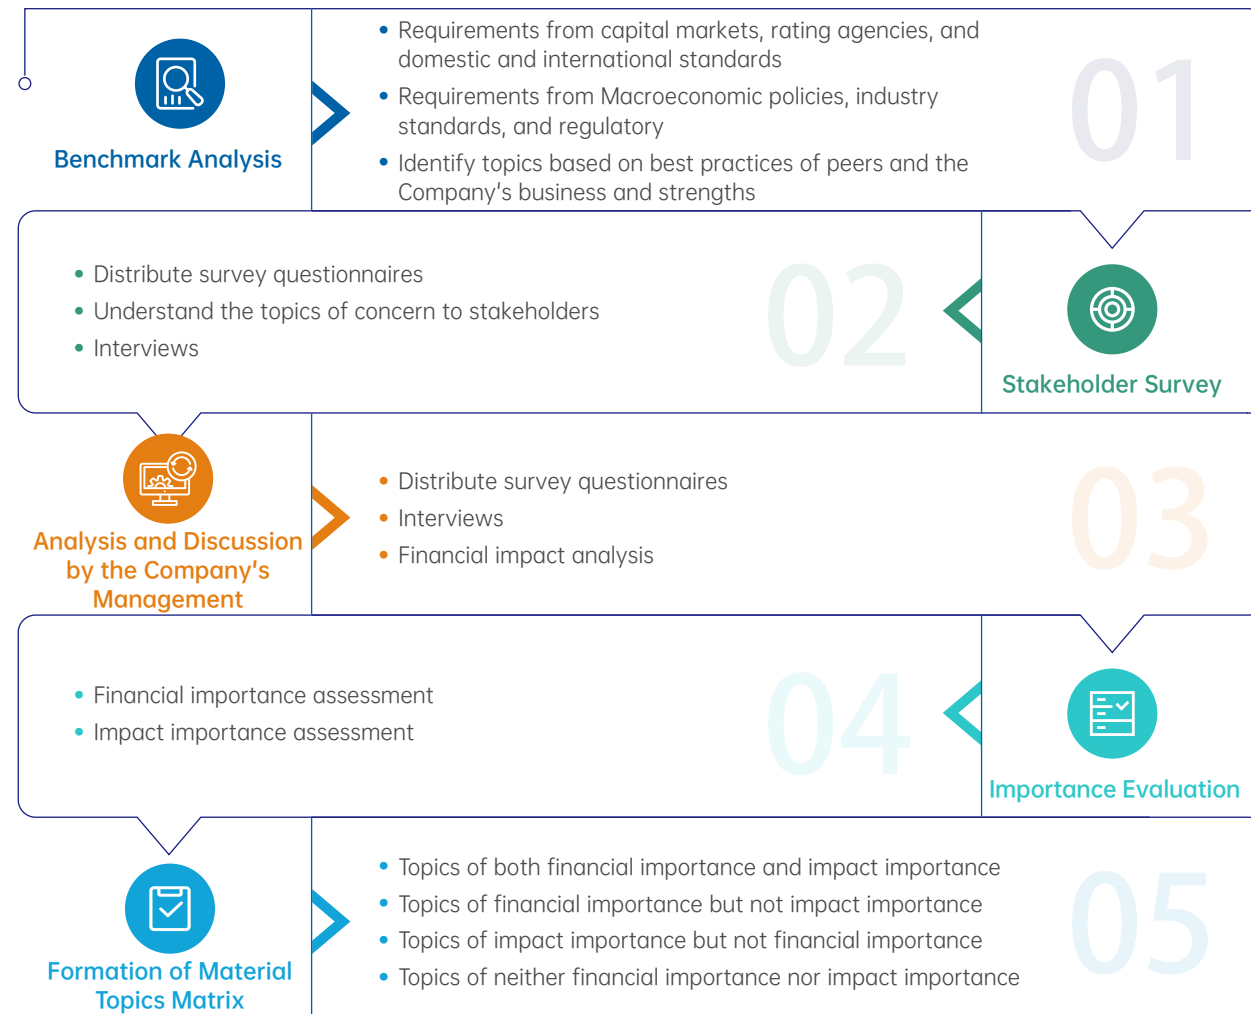 Benchmark Analysis
• Requirements from capital markets, rating agencies, and
domestic and international standards
• Requirements from Macroeconomic policies, industry
standards, and regulatory
• Identify topics based on best practices of peers and the
Company's business and strengths
01
• Distribute survey questionnaires
• Understand the topics of concern to stakeholders
• Interviews
02
Stakeholder Survey
Analysis and Discussion
by the Company's
Management
• Distribute survey questionnaires
• Interviews
• Financial impact analysis
03
• Financial importance assessment
• Impact importance assessment
04
Importance Evaluation
Formation of Material
Topics Matrix
• Topics of both financial importance and impact importance
• Topics of financial importance but not impact importance
• Topics of impact importance but not financial importance
• Topics of neither financial importance nor impact importance
05